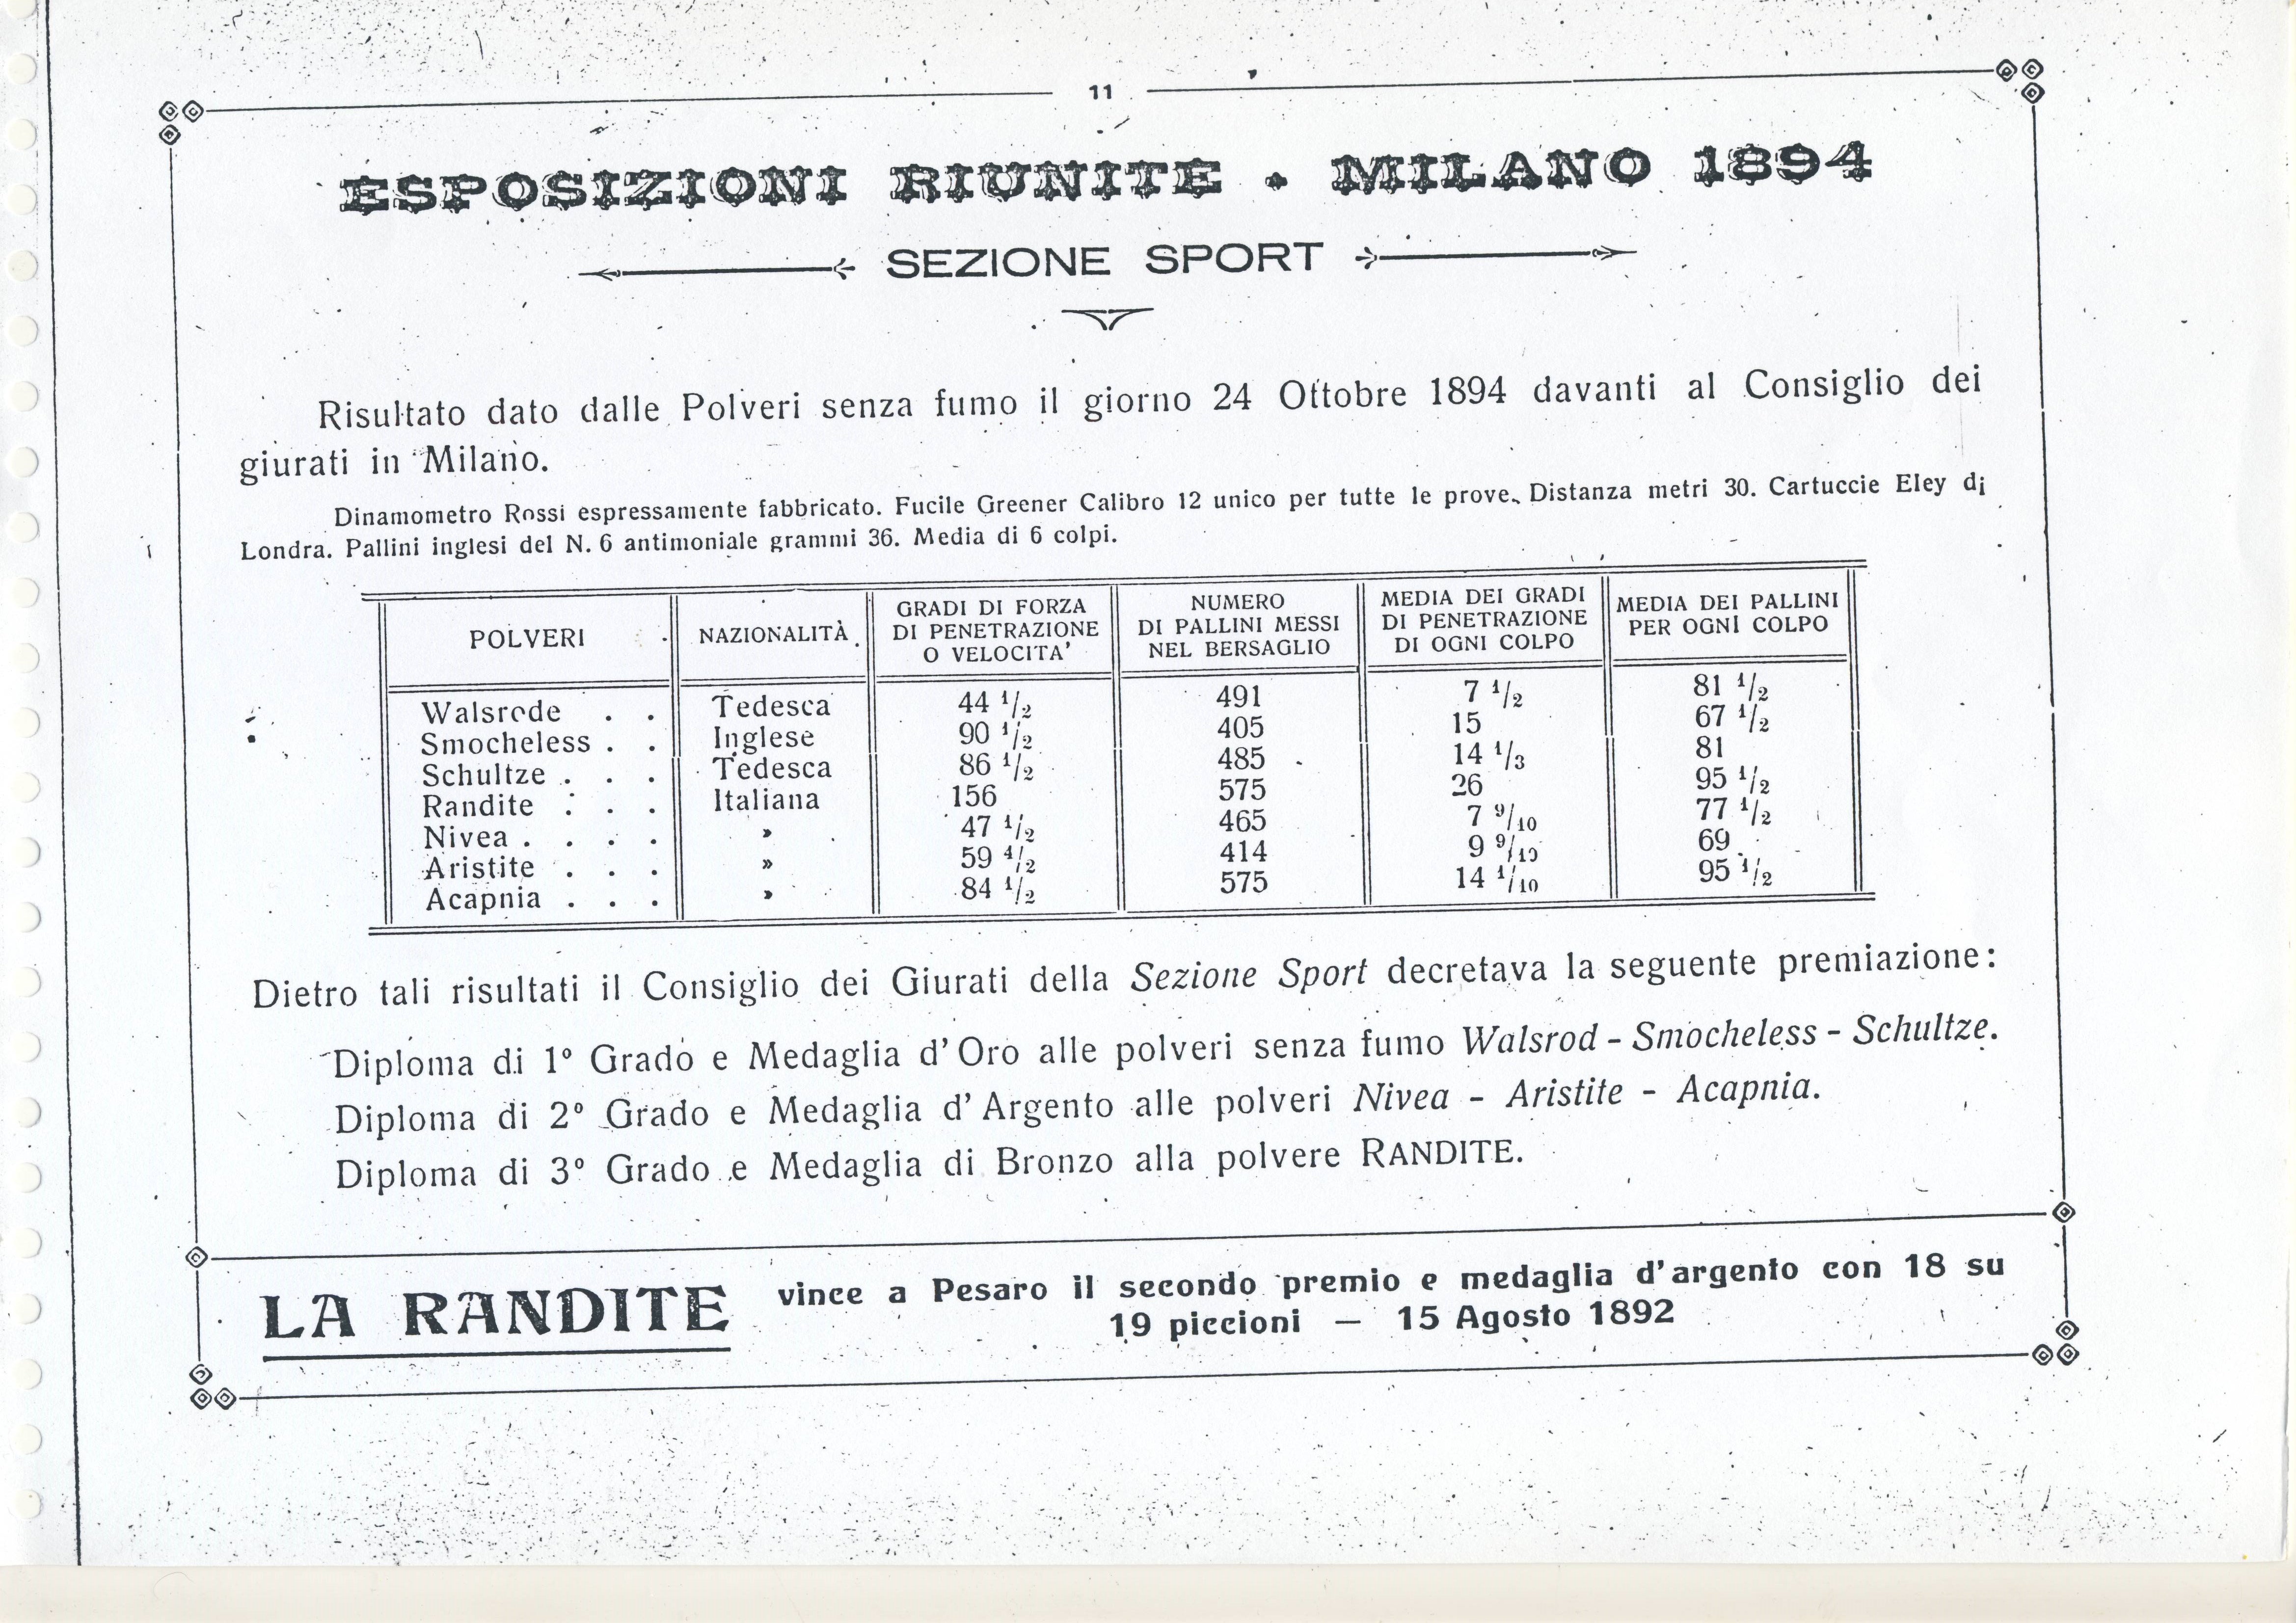 11
ESPOSIZIONI RIUNITE • MILANO 1894
SEZIONE SPORT
Risultato dato dalle Polveri senza fumo il giorno 24 Ottobre 1894 davanti al Consiglio dei
giurati in Milano.
Dinamometro Rossi espressamente fabbricato. Fucile Greener Calibro 12 unico per tutte le prove. Distanza metri 30. Cartuccie Eley di
Londra. Pallini inglesi del N. 6 antimoniale grammi 36. Media di 6 colpi.
POLVERI NAZIONALITÀ GRADI DI FORZA DI PENETRAZIONE O VELOCITA' NUMERO DI PALLINI MESSI NEL BERSAGLIO MEDIA DEI GRADI DI PENETRAZIONE DI OGNI COLPO MEDIA DEI PALLINI PER OGNI COLPO
Walsrode . . Tedesca 44 1/2 491 7 1/2 81 1/2
Smocheless . . Inglese 90 1/2 405 15 67 1/2
Schultze . . . Tedesca 86 1/2 485 14 1/3 81
Randite . . . Italiana 156 575 26 95 1/2
Nivea . . . . » 47 1/2 465 7 9/10 77 1/2
Aristite . . . » 59 1/2 414 9 9/10 69
Acapnia . . . » 84 1/2 575 14 1/10 95 1/2
Dietro tali risultati il Consiglio dei Giurati della Sezione Sport decretava la seguente premiazione:
Diploma di 1º Grado e Medaglia d'Oro alle polveri senza fumo Walsrod - Smocheless - Schultze.
Diploma di 2º Grado e Medaglia d'Argento alle polveri Nivea - Aristite - Acapnia.
Diploma di 3º Grado e Medaglia di Bronzo alla polvere RANDITE.
LA RANDITE vince a Pesaro il secondo premio e medaglia d'argento con 18 su
19 piccioni — 15 Agosto 1892